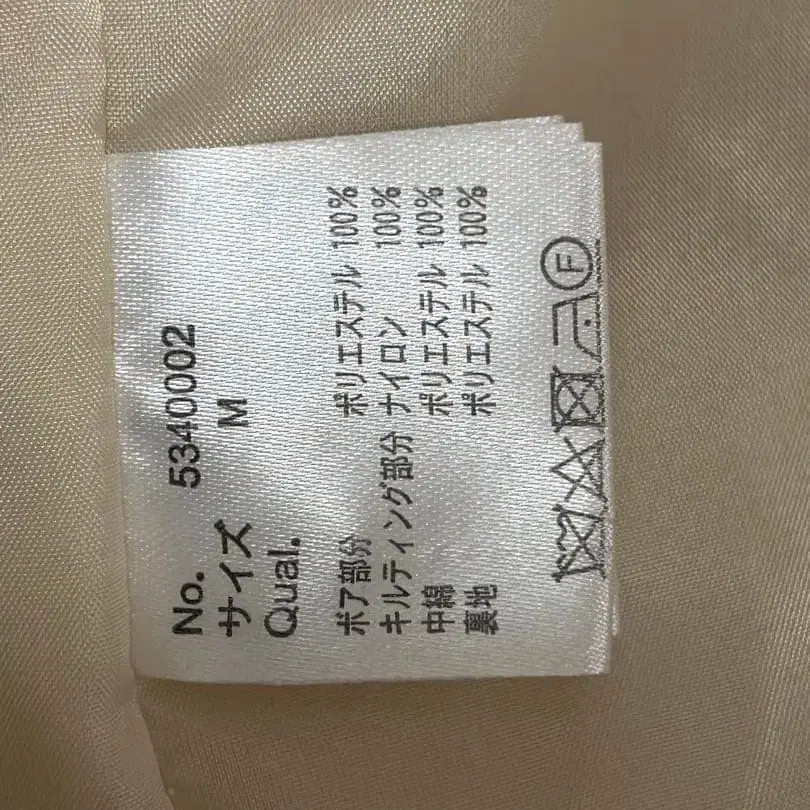 No. 5340002
サイズ M
Qual.
ボア部分 ポリエステル 100%
キルティング部分 ナイロン 100%
中綿 ポリエステル 100%
裏地 ポリエステル 100%
F